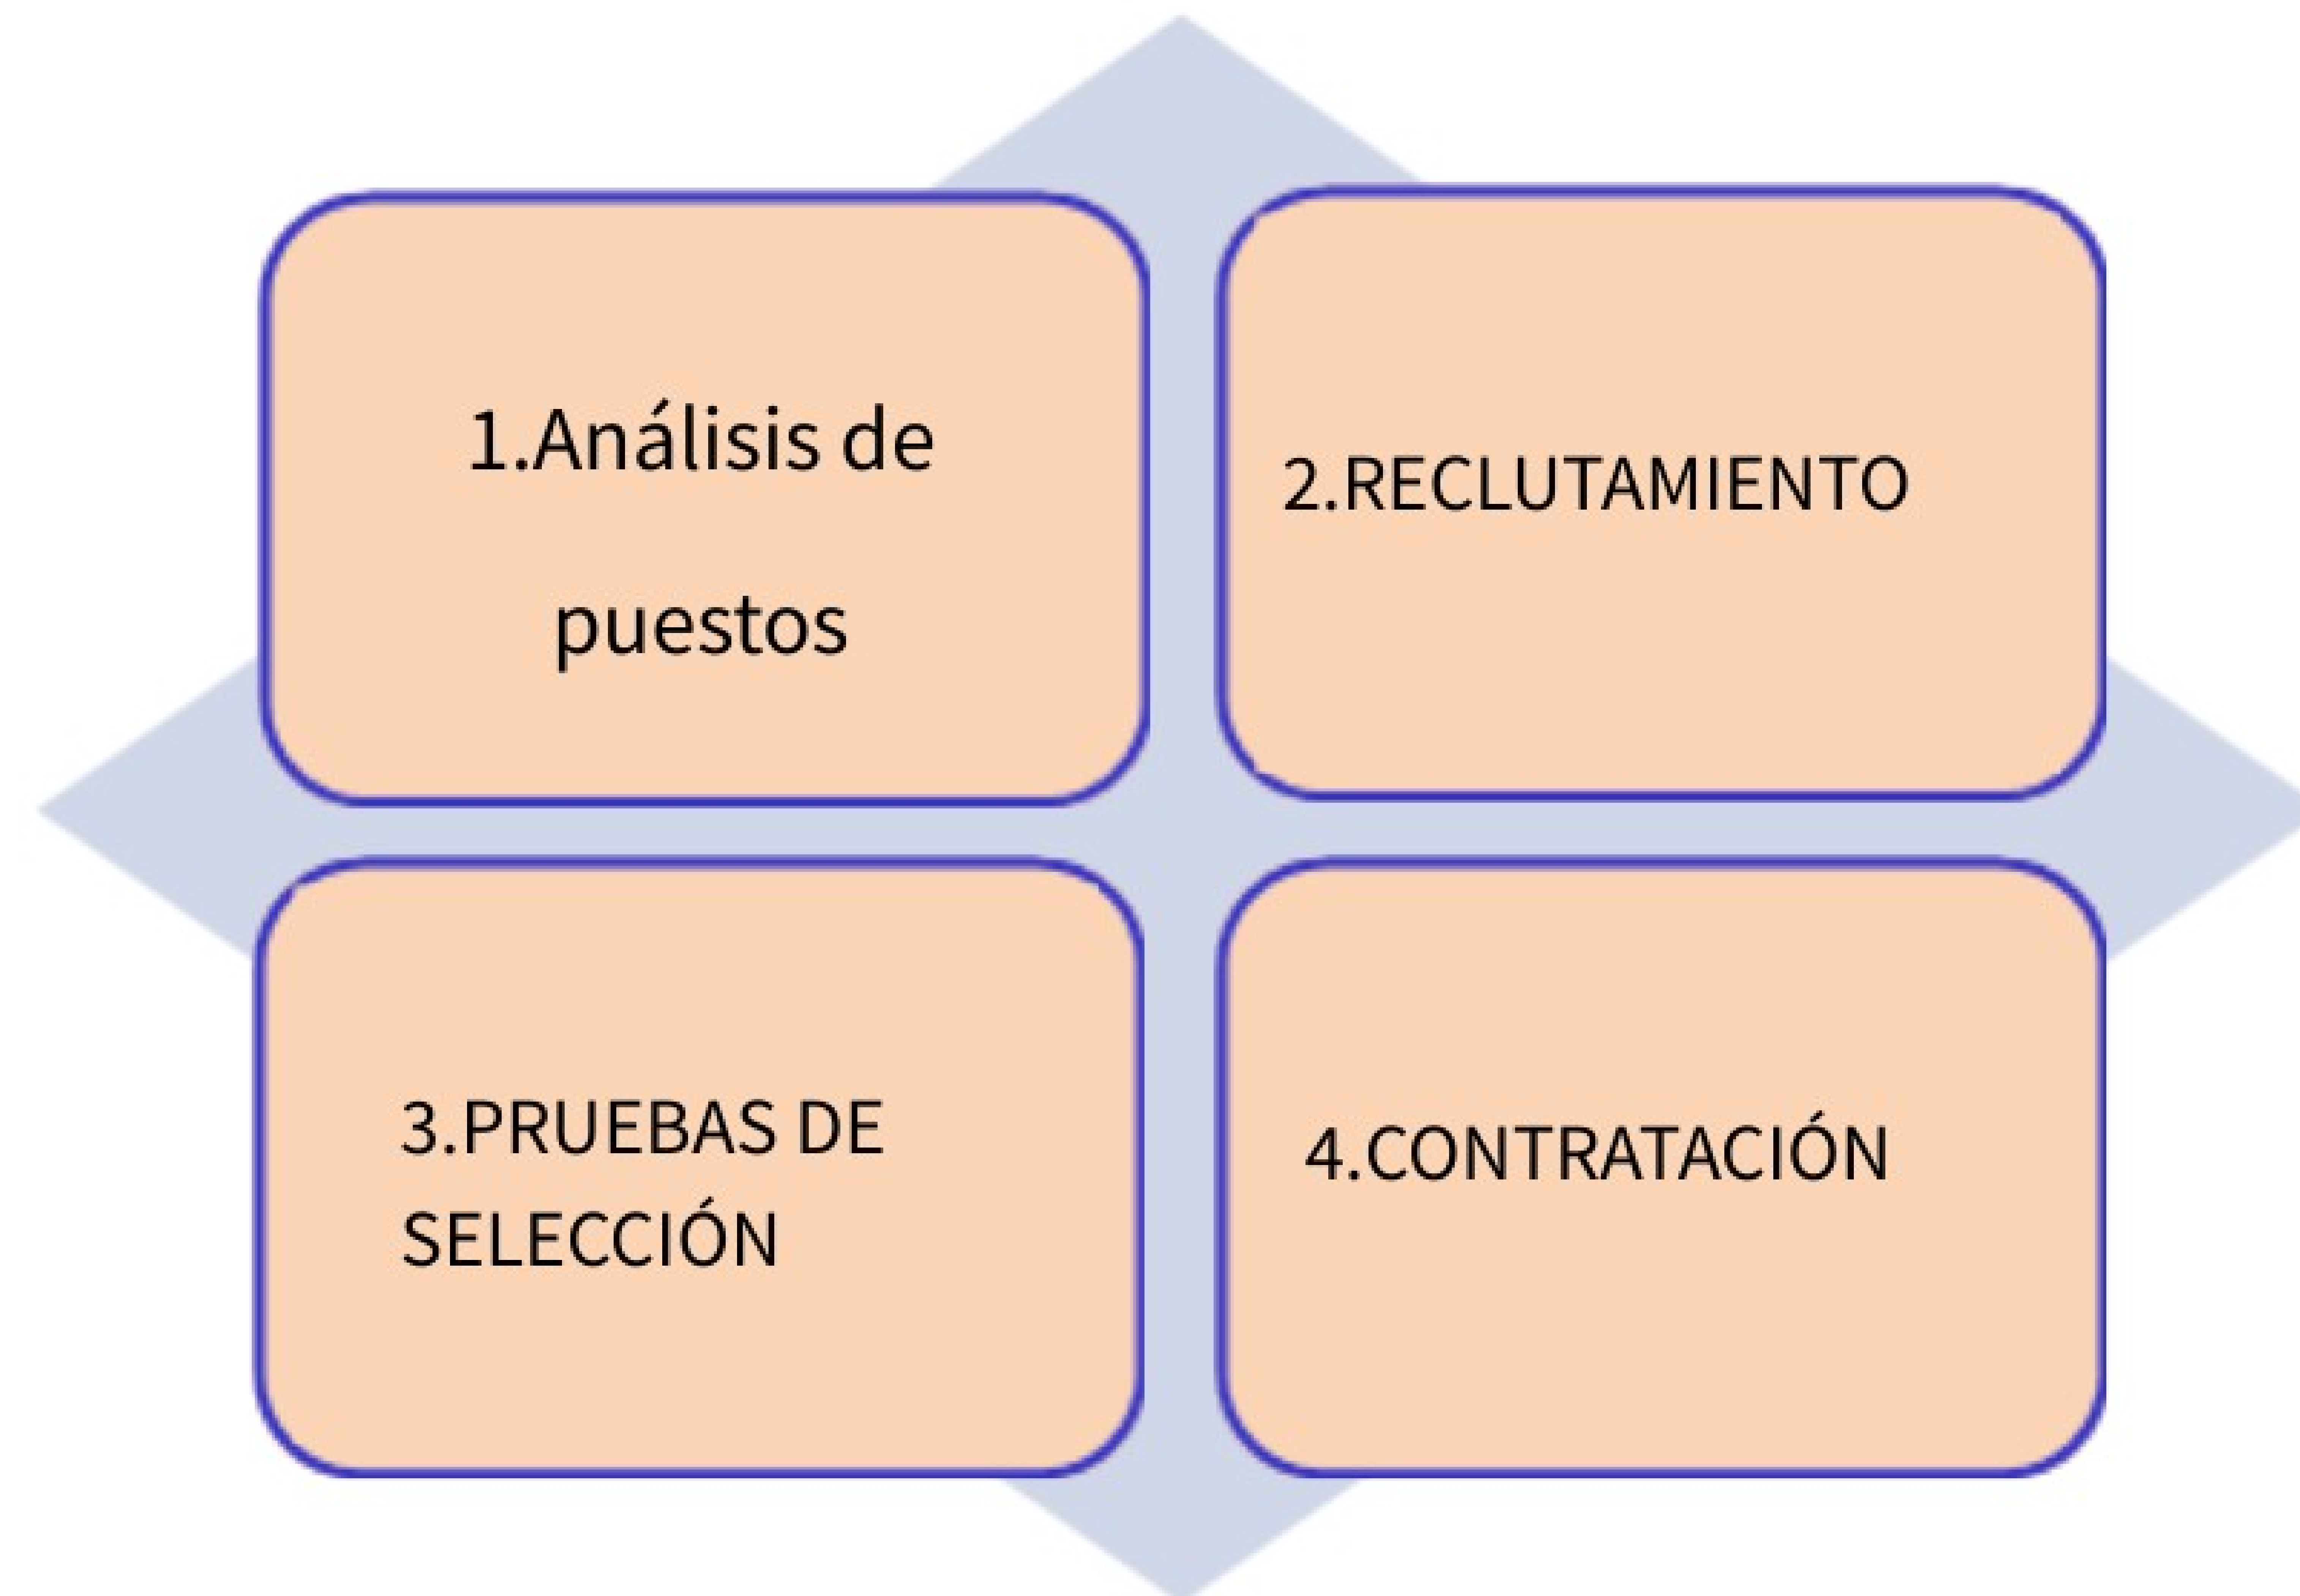 1.Análisis de
puestos
2.RECLUTAMIENTO
3.PRUEBAS DE
SELECCIÓN
4.CONTRATACIÓN